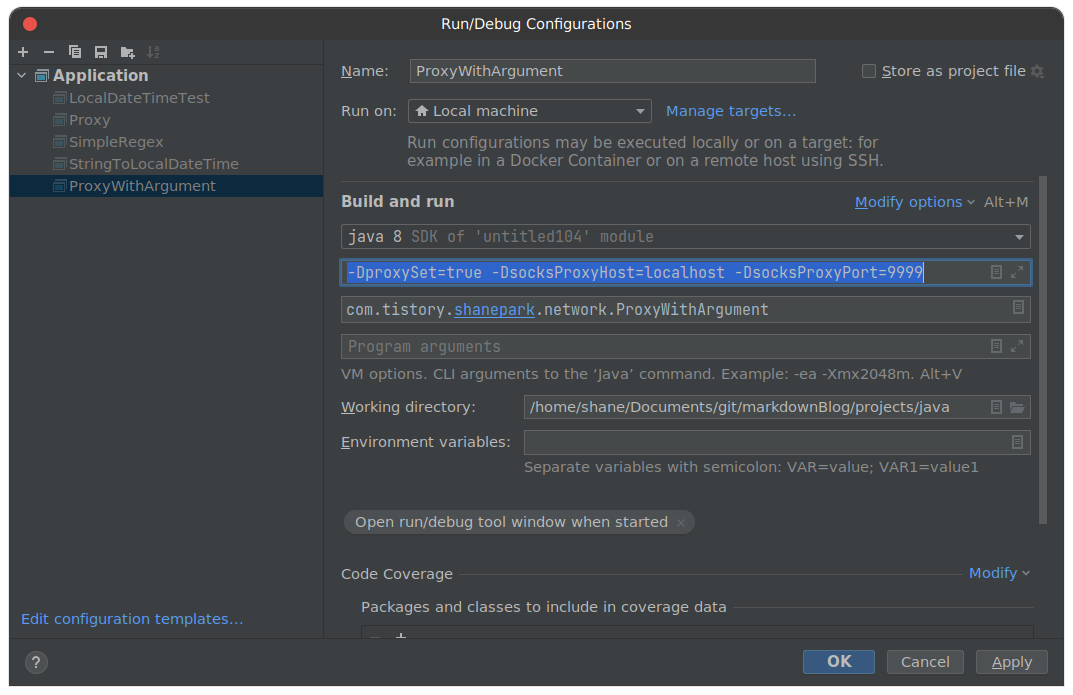 Run/Debug Configurations
Application
LocalDateTimeTest
Proxy
SimpleRegex
StringToLocalDateTime
ProxyWithArgument
Edit configuration templates…
Name: ProxyWithArgument Store as project file
Run on: Local machine Manage targets…
Run configurations may be executed locally or on a target: for
example in a Docker Container or on a remote host using SSH.
Build and run Modify options Alt+M
java 8 SDK of 'untitled104' module
-DproxySet=true -DsocksProxyHost=localhost -DsocksProxyPort=9999
com.tistory.shanepark.network.ProxyWithArgument
Program arguments
VM options. CLI arguments to the ‘Java’ command. Example: -ea -Xmx2048m. Alt+V
Working directory: /home/shane/Documents/git/markdownBlog/projects/java
Environment variables:
Separate variables with semicolon: VAR=value; VAR1=value1
Open run/debug tool window when started ×
Code Coverage Modify
Packages and classes to include in coverage data
? OK Cancel Apply